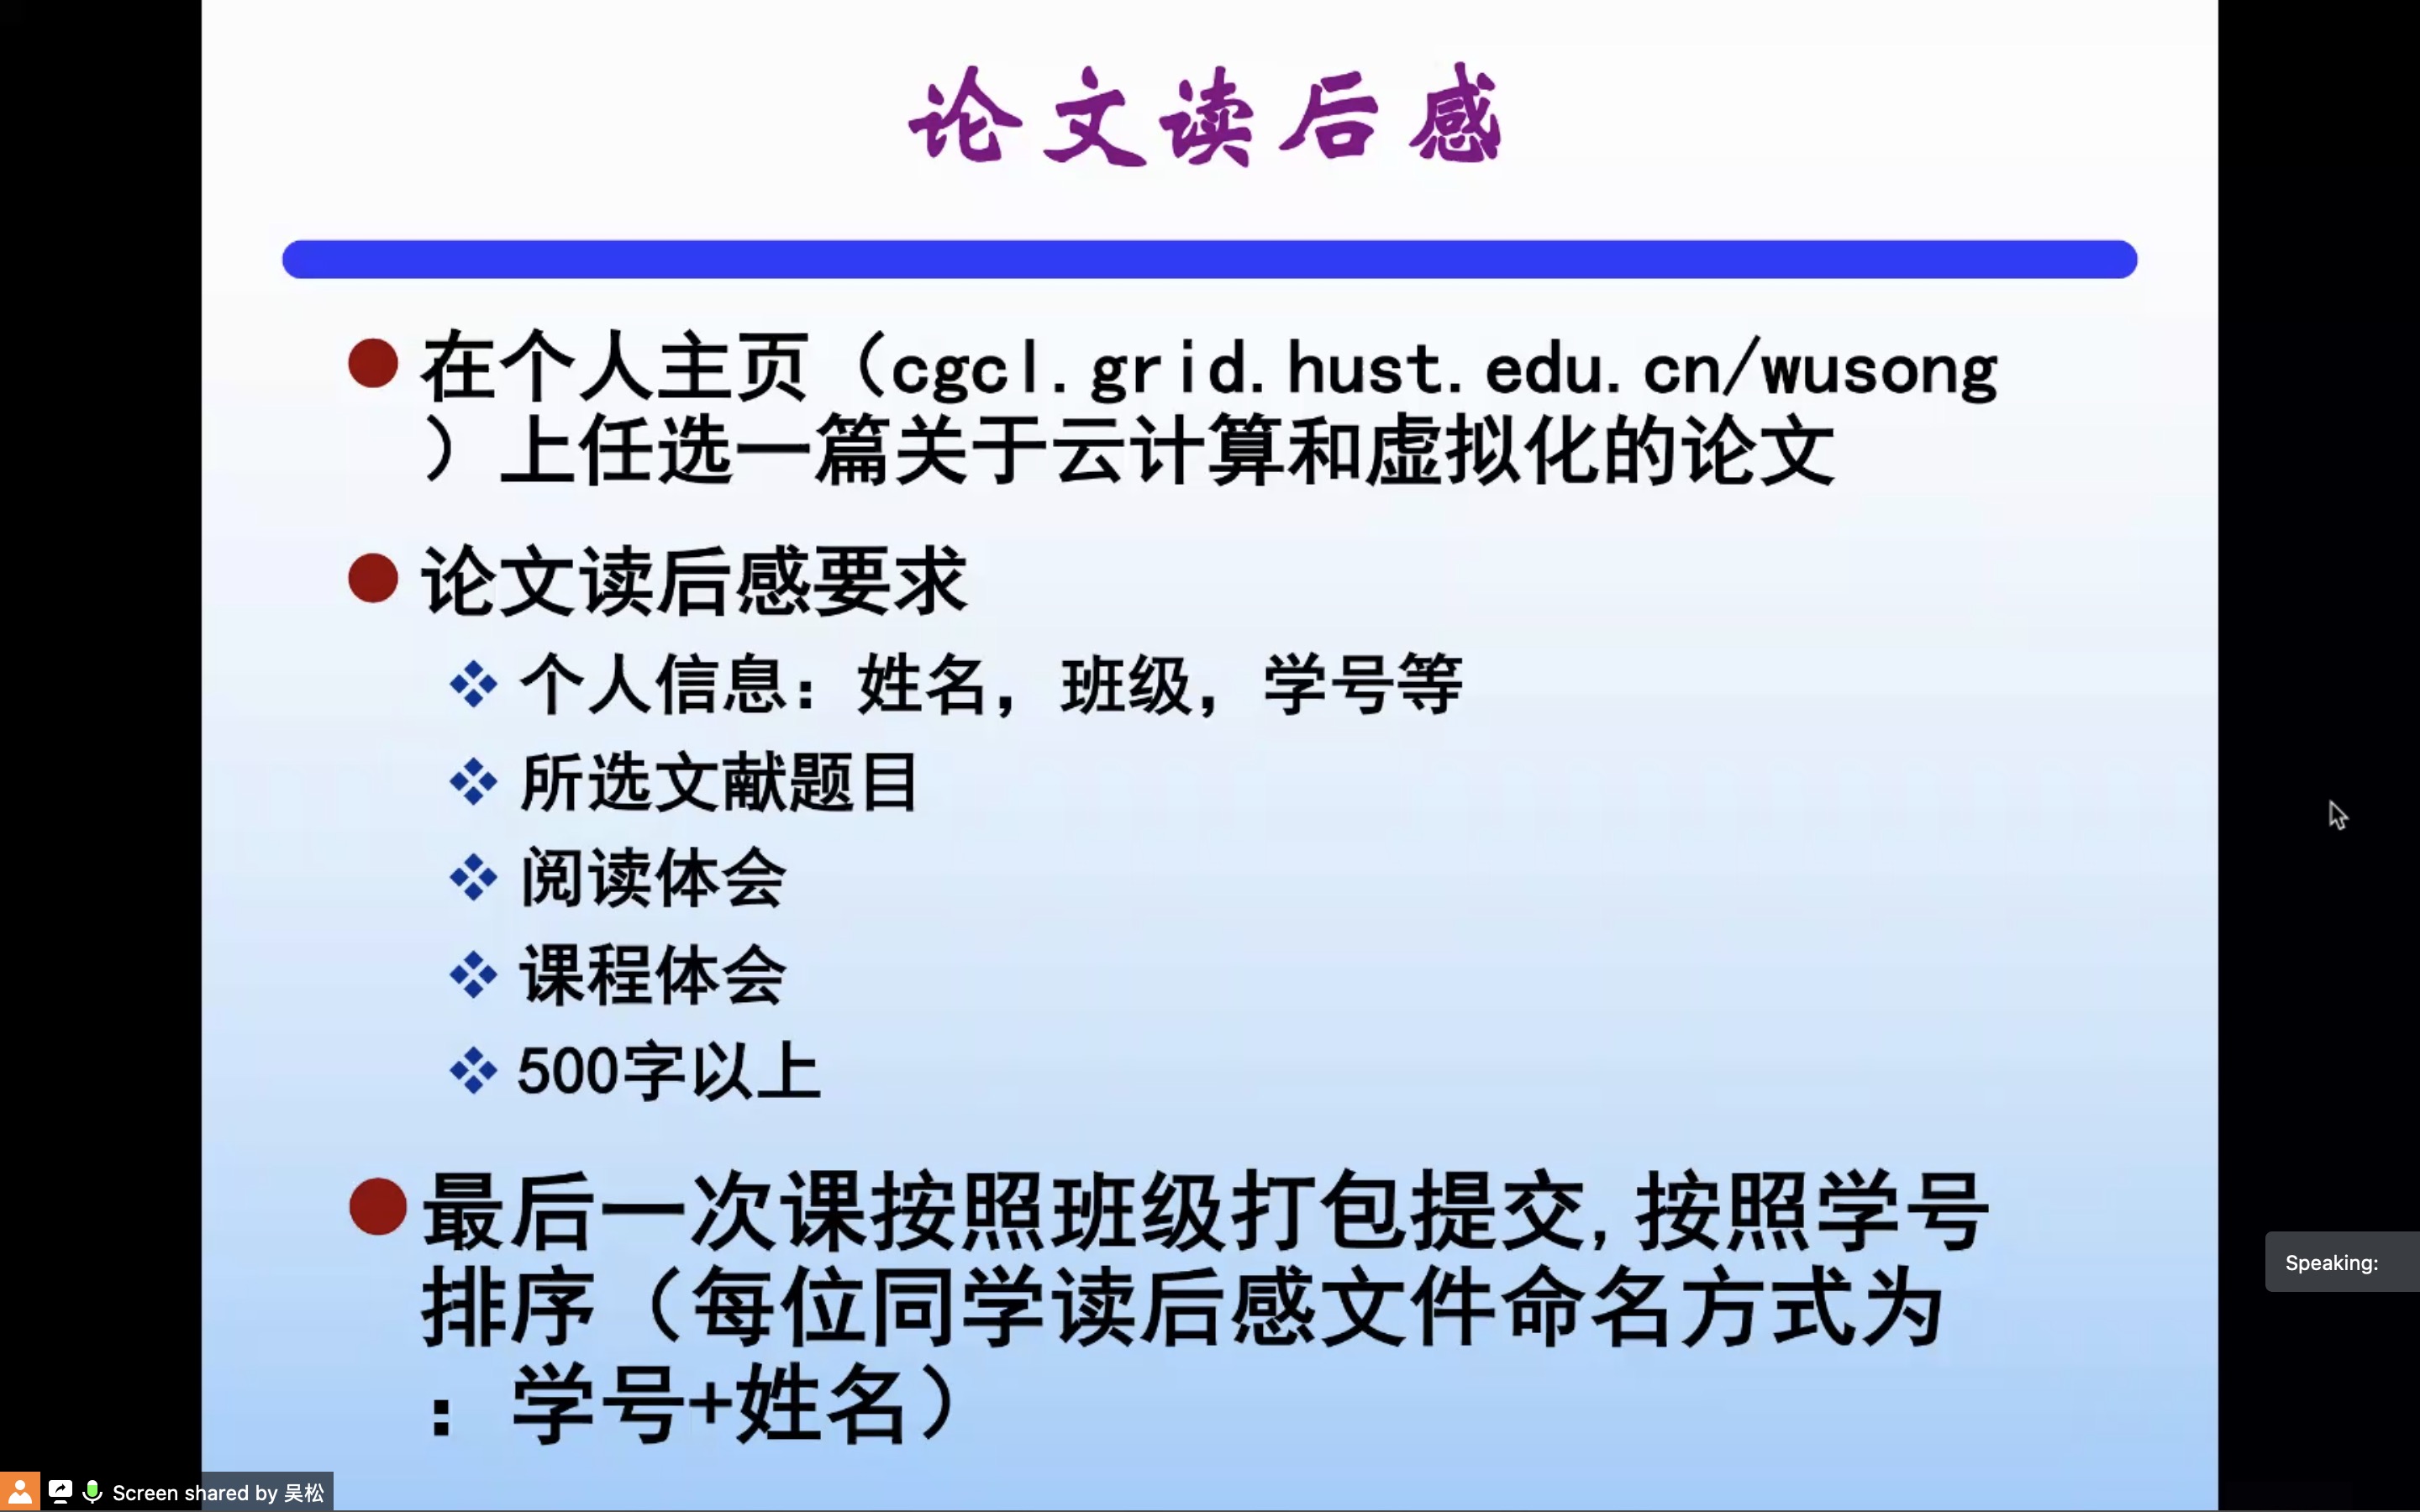 论文读后感
在个人主页（cgcl.grid.hust.edu.cn/wusong
）上任选一篇关于云计算和虚拟化的论文
论文读后感要求
个人信息：姓名，班级，学号等
所选文献题目
阅读体会
课程体会
500字以上
最后一次课按照班级打包提交,按照学号
排序（每位同学读后感文件命名方式为
：学号+姓名）
Speaking:
Screen shared by 吴松